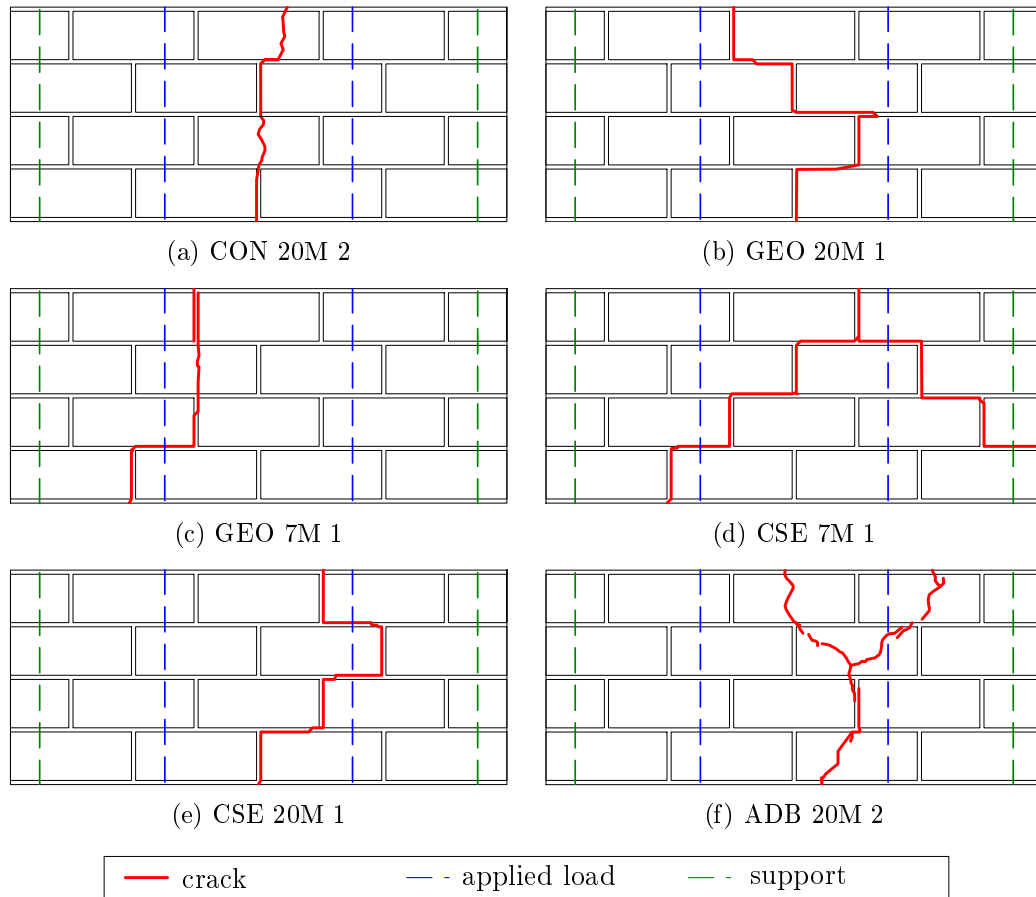 (a) CON 20M 2
(b) GEO 20M 1
(c) GEO 7M 1
(d) CSE 7M 1
(e) CSE 20M 1
(f) ADB 20M 2
crack
applied load
support